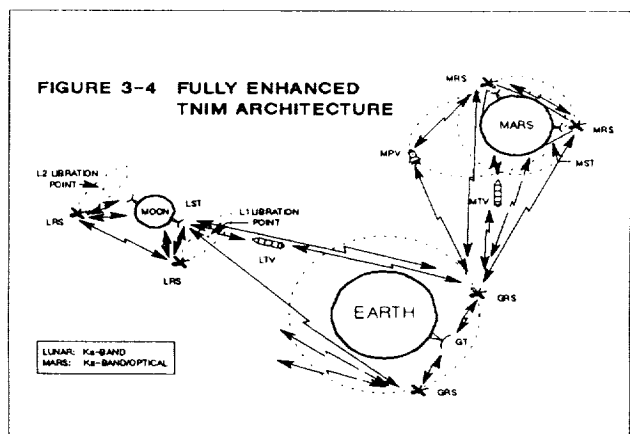 FIGURE 3-4 FULLY ENHANCED
TNIM ARCHITECTURE
MRS
MARS
MRS
MPV
MST
MTV
L2 LIBRATION
POINT
MOON
LST
L1 LIBRATION
POINT
LRS
LTV
LRS
EARTH
GRS
GT
GRS
LUNAR: Ka-BAND
MARS: Ka-BAND/OPTICAL